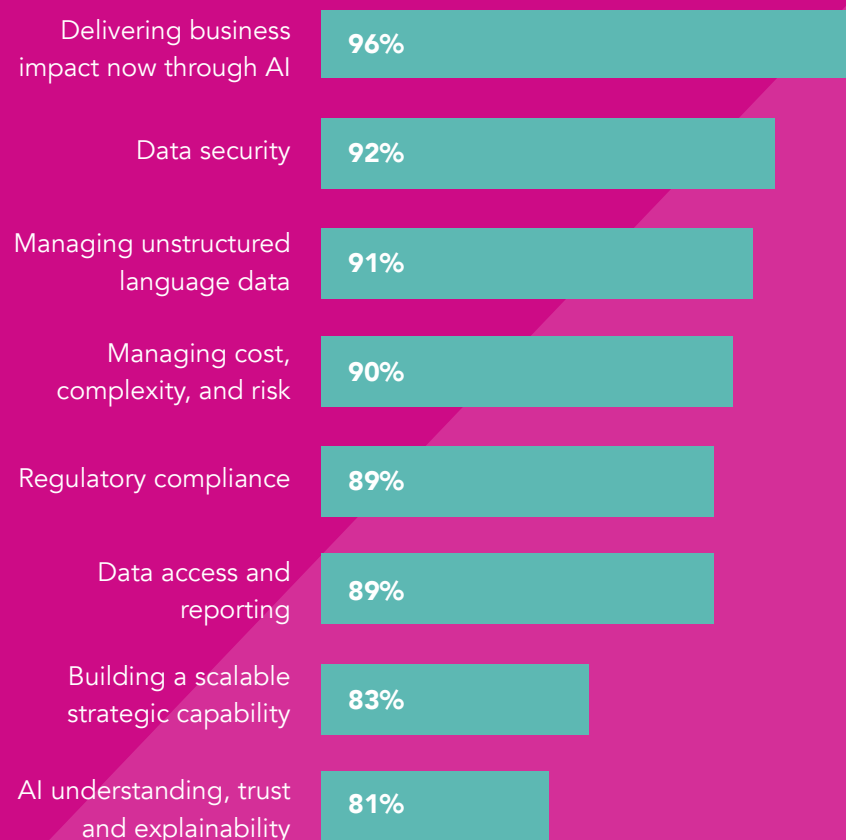 Delivering business
impact now through AI
96%
Data security
92%
Managing unstructured
language data
91%
Managing cost,
complexity, and risk
90%
Regulatory compliance
89%
Data access and
reporting
89%
Building a scalable
strategic capability
83%
AI understanding, trust
and explainability
81%